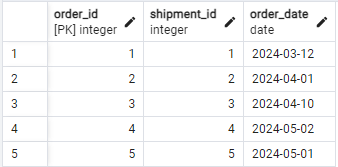 order_id shipment_id order_date
[PK] integer integer date
1 1 1 2024-03-12
2 2 2 2024-04-01
3 3 3 2024-04-10
4 4 4 2024-05-02
5 5 5 2024-05-01